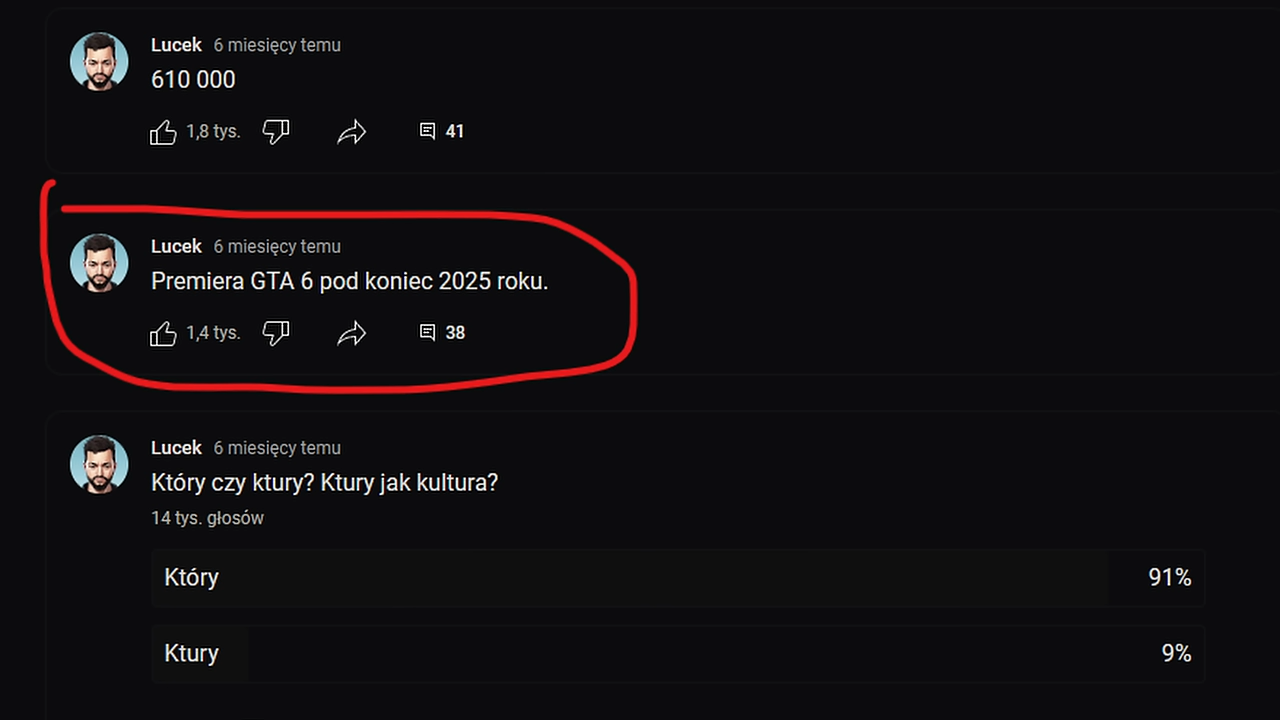 Lucek 6 miesięcy temu
610 000
1,8 tys. 41
Lucek 6 miesięcy temu
Premiera GTA 6 pod koniec 2025 roku.
1,4 tys. 38
Lucek 6 miesięcy temu
Który czy ktury? Ktury jak kultura?
14 tys. głosów
Który 91%
Ktury 9%